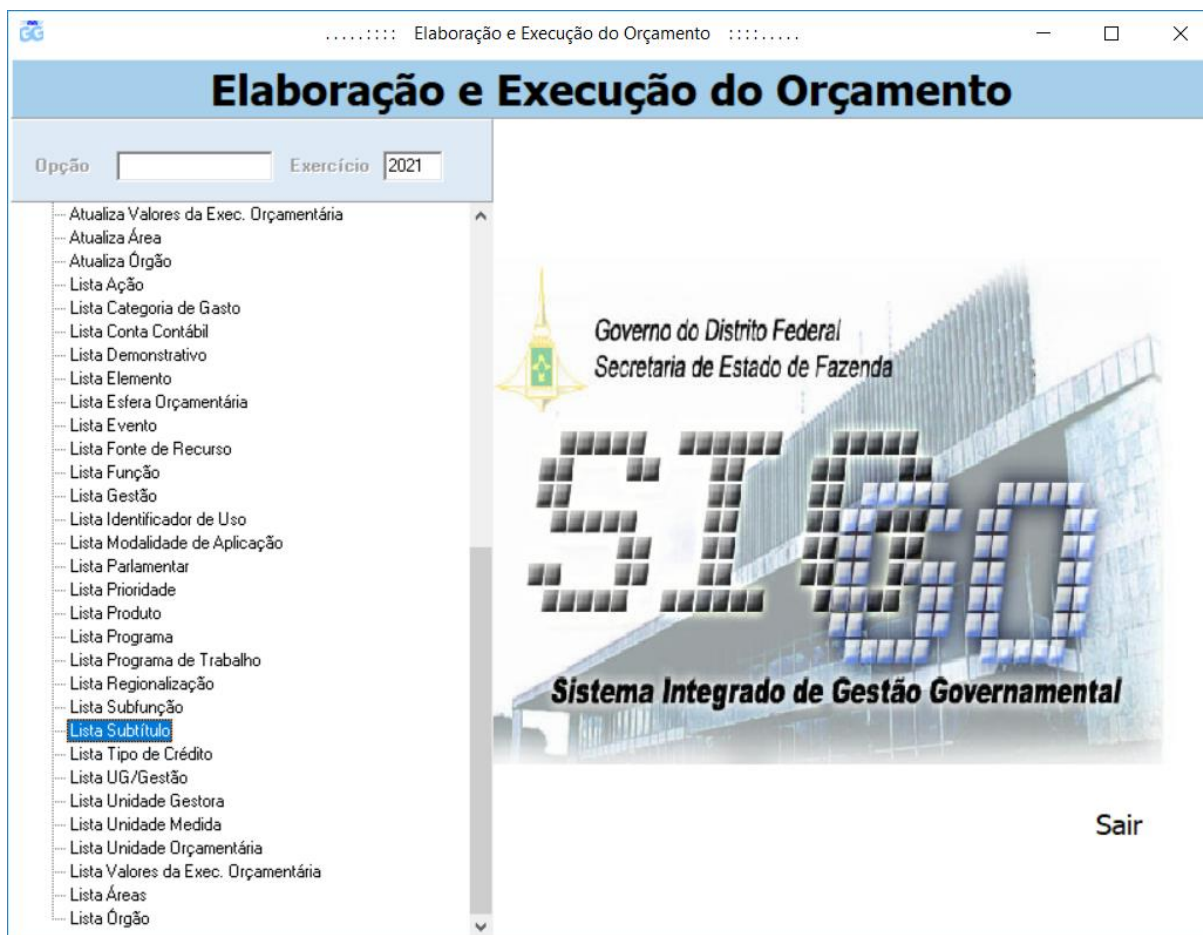 .....:::: Elaboração e Execução do Orçamento ::::.....
Elaboração e Execução do Orçamento
Opção Exercício 2021
Atualiza Valores da Exec. Orçamentária
Atualiza Área
Atualiza Órgão
Lista Ação
Lista Categoria de Gasto
Lista Conta Contábil
Lista Demonstrativo
Lista Elemento
Lista Esfera Orçamentária
Lista Evento
Lista Fonte de Recurso
Lista Função
Lista Gestão
Lista Identificador de Uso
Lista Modalidade de Aplicação
Lista Parlamentar
Lista Prioridade
Lista Produto
Lista Programa
Lista Programa de Trabalho
Lista Regionalização
Lista Subfunção
Lista Subtítulo
Lista Tipo de Crédito
Lista UG/Gestão
Lista Unidade Gestora
Lista Unidade Medida
Lista Unidade Orçamentária
Lista Valores da Exec. Orçamentária
Lista Áreas
Lista Órgão
Governo do Distrito Federal
Secretaria de Estado de Fazenda
SIGGO
Sistema Integrado de Gestão Governamental
Sair